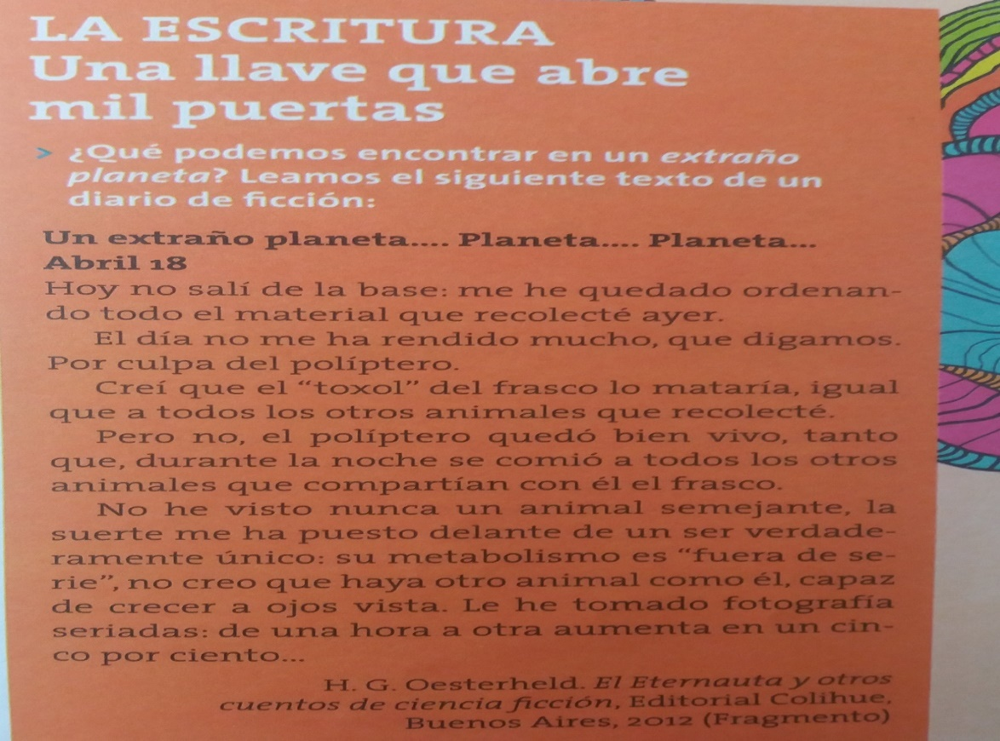 LA ESCRITURA
Una llave que abre
mil puertas
> ¿Qué podemos encontrar en un extraño
planeta? Leamos el siguiente texto de un
diario de ficción:
Un extraño planeta.... Planeta.... Planeta...
Abril 18
Hoy no salí de la base: me he quedado ordenan-
do todo el material que recolecté ayer.
El día no me ha rendido mucho, que digamos.
Por culpa del políptero.
Creí que el “toxol” del frasco lo mataría, igual
que a todos los otros animales que recolecté.
Pero no, el políptero quedó bien vivo, tanto
que, durante la noche se comió a todos los otros
animales que compartían con él el frasco.
No he visto nunca un animal semejante, la
suerte me ha puesto delante de un ser verdade-
ramente único: su metabolismo es “fuera de se-
rie”, no creo que haya otro animal como él, capaz
de crecer a ojos vista. Le he tomado fotografía
seriadas: de una hora a otra aumenta en un cin-
co por ciento...
H. G. Oesterheld. El Eternauta y otros
cuentos de ciencia ficción, Editorial Colihue,
Buenos Aires, 2012 (Fragmento)